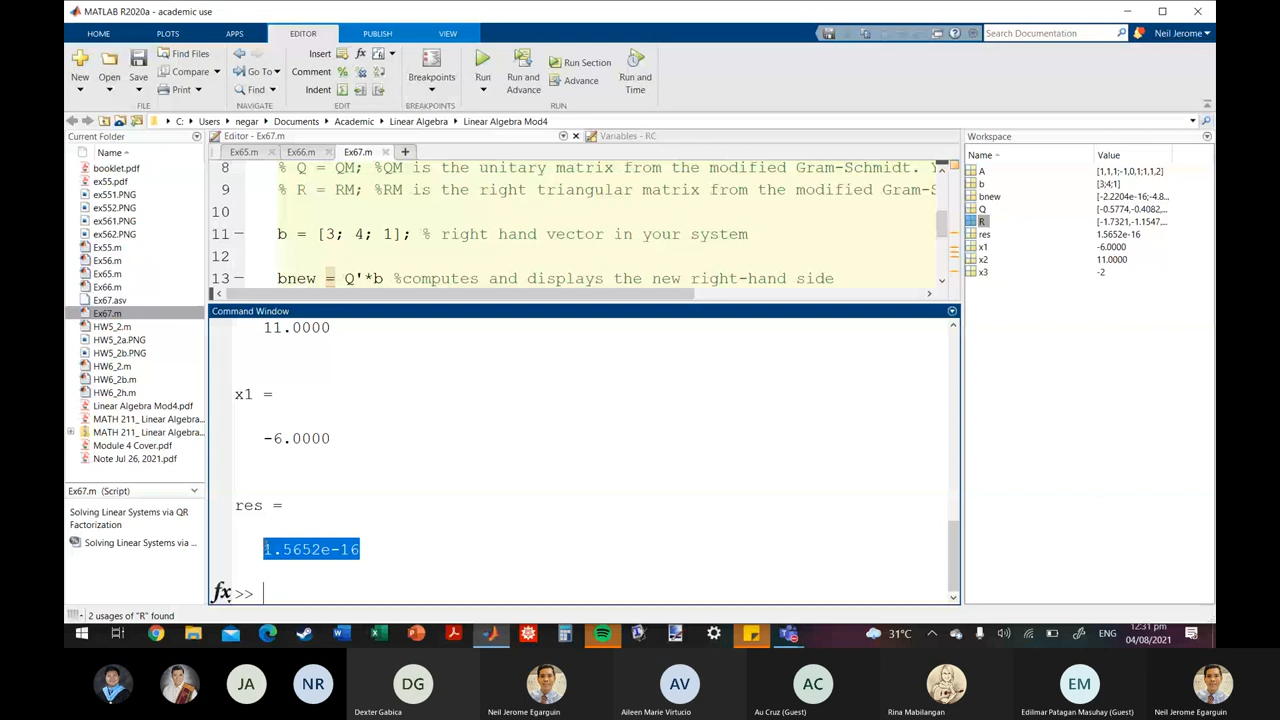 MATLAB R2020a - academic use
HOME PLOTS APPS EDITOR PUBLISH VIEW
Search Documentation
Neil Jerome
New Open Save
Find Files
Compare
Print
Go To
Find
Insert
Comment
Indent
Breakpoints
Run
Run and Advance
Run Section
Advance
Run and Time
FILE NAVIGATE EDIT BREAKPOINTS RUN
C: Users negar Documents Academic Linear Algebra Linear Algebra Mod4
Current Folder
Name
booklet.pdf
ex55.pdf
ex551.PNG
ex552.PNG
ex561.PNG
ex562.PNG
Ex55.m
Ex56.m
Ex65.m
Ex66.m
Ex67.asv
Ex67.m
HW5_2.m
HW5_2a.PNG
HW5_2b.PNG
HW6_2.m
HW6_2b.m
HW6_2h.m
Linear Algebra Mod4.pdf
MATH 211_ Linear Algebra...
MATH 211_ Linear Algebra...
Module 4 Cover.pdf
Note Jul 26, 2021.pdf
Ex67.m (Script)
Solving Linear Systems via QR
Factorization
Solving Linear Systems via ...
2 usages of "R" found
Editor - Ex67.m
Variables - RC
Ex65.m Ex66.m Ex67.m
8 % Q = QM; %QM is the unitary matrix from the modified Gram-Schmidt. Y
9 % R = RM; %RM is the right triangular matrix from the modified Gram-S
10
11 b = [3; 4; 1]; % right hand vector in your system
12
13 bnew = Q'*b %computes and displays the new right-hand side
Command Window
11.0000
x1 =
-6.0000
res =
1.5652e-16
fx >>
Workspace
Name Value
A [1,1,1;-1,0,1;1,1,2]
b [3;4;1]
bnew [-2.2204e-16;-4.8...
Q [-0.5774,-0.4082,...
R [-1.7321,-1.1547,...
res 1.5652e-16
x1 -6.0000
x2 11.0000
x3 -2
31°C
ENG
12:31 pm
04/08/2021
JA
NR
DG
AV
AC
EM
Dexter Gabica
Neil Jerome Egarguin
Aileen Marie Virtucio
Au Cruz (Guest)
Rina Mabilangan
Edilmar Patagan Masuhay (Guest)
Neil Jerome Egarguin